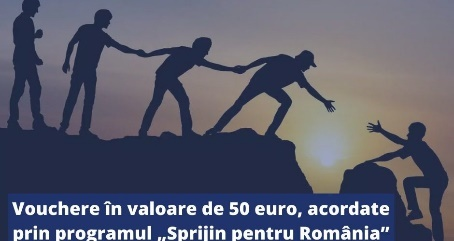 Vouchere în valoare de 50 euro, acordate
prin programul „Sprijin pentru România”